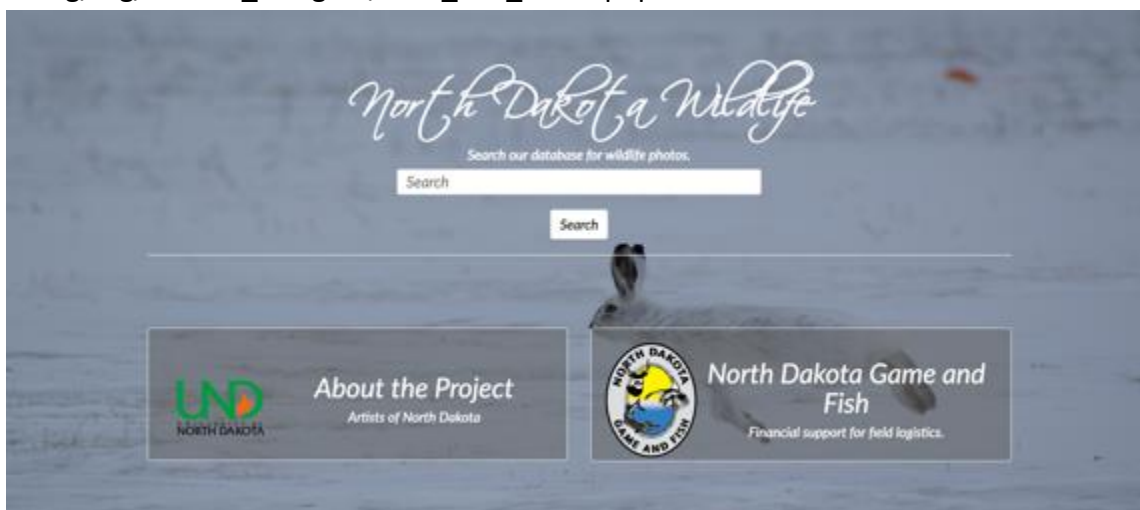 North Dakota Wildlife
Search our database for wildlife photos.
Search
Search
UND
NORTH DAKOTA
About the Project
Artists of North Dakota
NORTH DAKOTA
GAME AND FISH
North Dakota Game and
Fish
Financial support for field logistics.